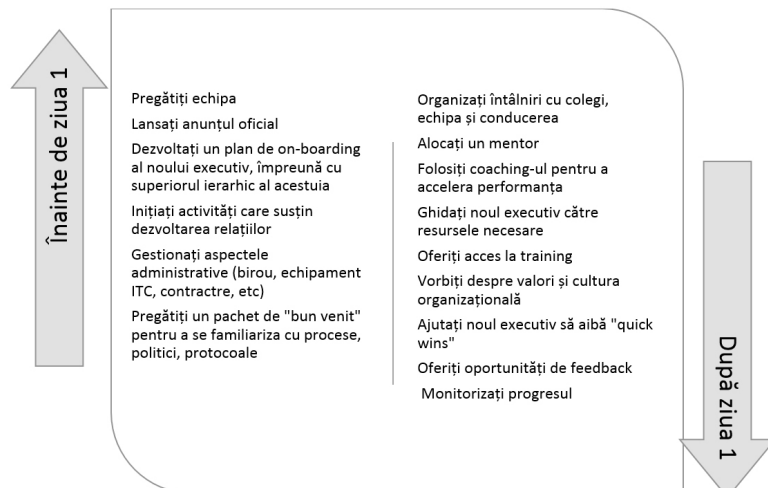 Înainte de ziua 1
Pregătiți echipa
Lansați anunțul oficial
Dezvoltați un plan de on-boarding
al noului executiv, împreună cu
superiorul ierarhic al acestuia
Inițiați activități care susțin
dezvoltarea relațiilor
Gestionați aspectele
administrative (birou, echipament
ITC, contractre, etc)
Pregătiți un pachet de "bun venit"
pentru a se familiariza cu procese,
politici, protocoale
Organizați întâlniri cu colegi,
echipa și conducerea
Alocați un mentor
Folosiți coaching-ul pentru a
accelera performanța
Ghidați noul executiv către
resursele necesare
Oferiți acces la training
Vorbiți despre valori și cultura
organizațională
Ajutați noul executiv să aibă "quick
wins"
Oferiți oportunități de feedback
Monitorizați progresul
După ziua 1